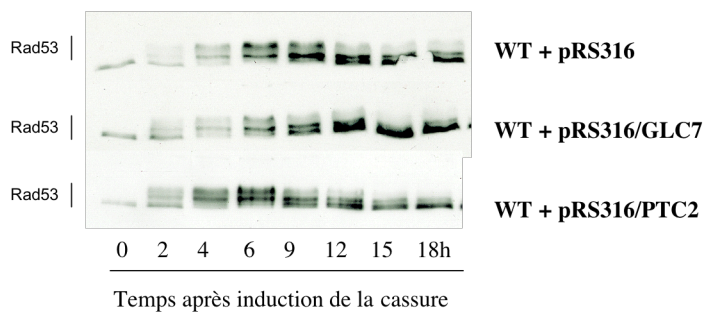 Rad53 WT + pRS316
Rad53 WT + pRS316/GLC7
Rad53 WT + pRS316/PTC2
0 2 4 6 9 12 15 18h
Temps après induction de la cassure